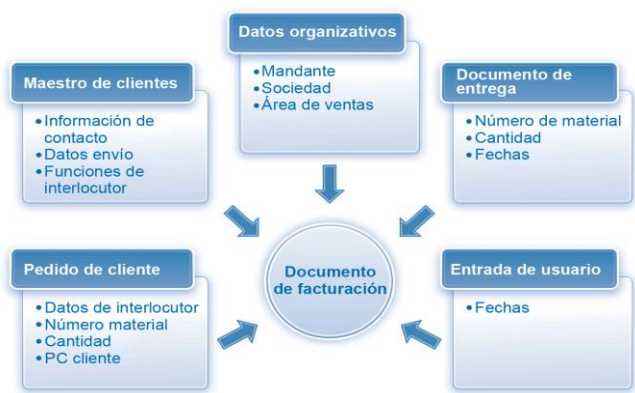 Datos organizativos
• Mandante
• Sociedad
• Área de ventas
Maestro de clientes
• Información de
contacto
• Datos envío
• Funciones de
interlocutor
Documento de
entrega
• Número de material
• Cantidad
• Fechas
Pedido de cliente
• Datos de interlocutor
• Número material
• Cantidad
• PC cliente
Documento
de facturación
Entrada de usuario
• Fechas